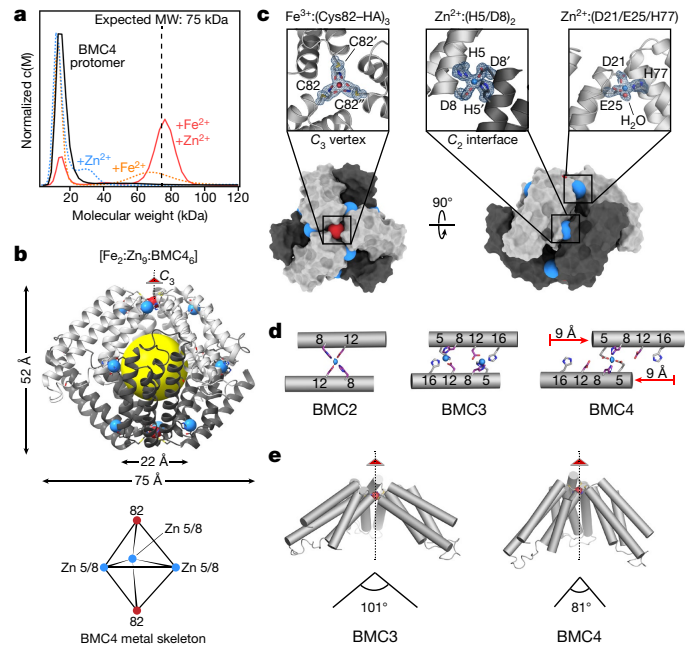 a
Expected MW: 75 kDa
BMC4
protomer
+Fe²⁺
+Zn²⁺
+Zn²⁺
+Fe²⁺
Normalized c(M)
0 20 40 60 80 100 120
Molecular weight (kDa)
b
[Fe₂:Zn₉:BMC4₆]
C₃
52 Å
22 Å
75 Å
82
Zn 5/8
Zn 5/8
Zn 5/8
82
BMC4 metal skeleton
c
Fe³⁺:(Cys82–HA)₃
C82′
C82
C82″
C₃ vertex
Zn²⁺:(H5/D8)₂
H5
D8′
D8
H5′
C₂ interface
Zn²⁺:(D21/E25/H77)
D21
H77
E25
H₂O
90°
d
8 12
12 8
BMC2
5 8 12 16
16 12 8 5
BMC3
9 Å
5 8 12 16
16 12 8 5
9 Å
BMC4
e
101°
BMC3
81°
BMC4